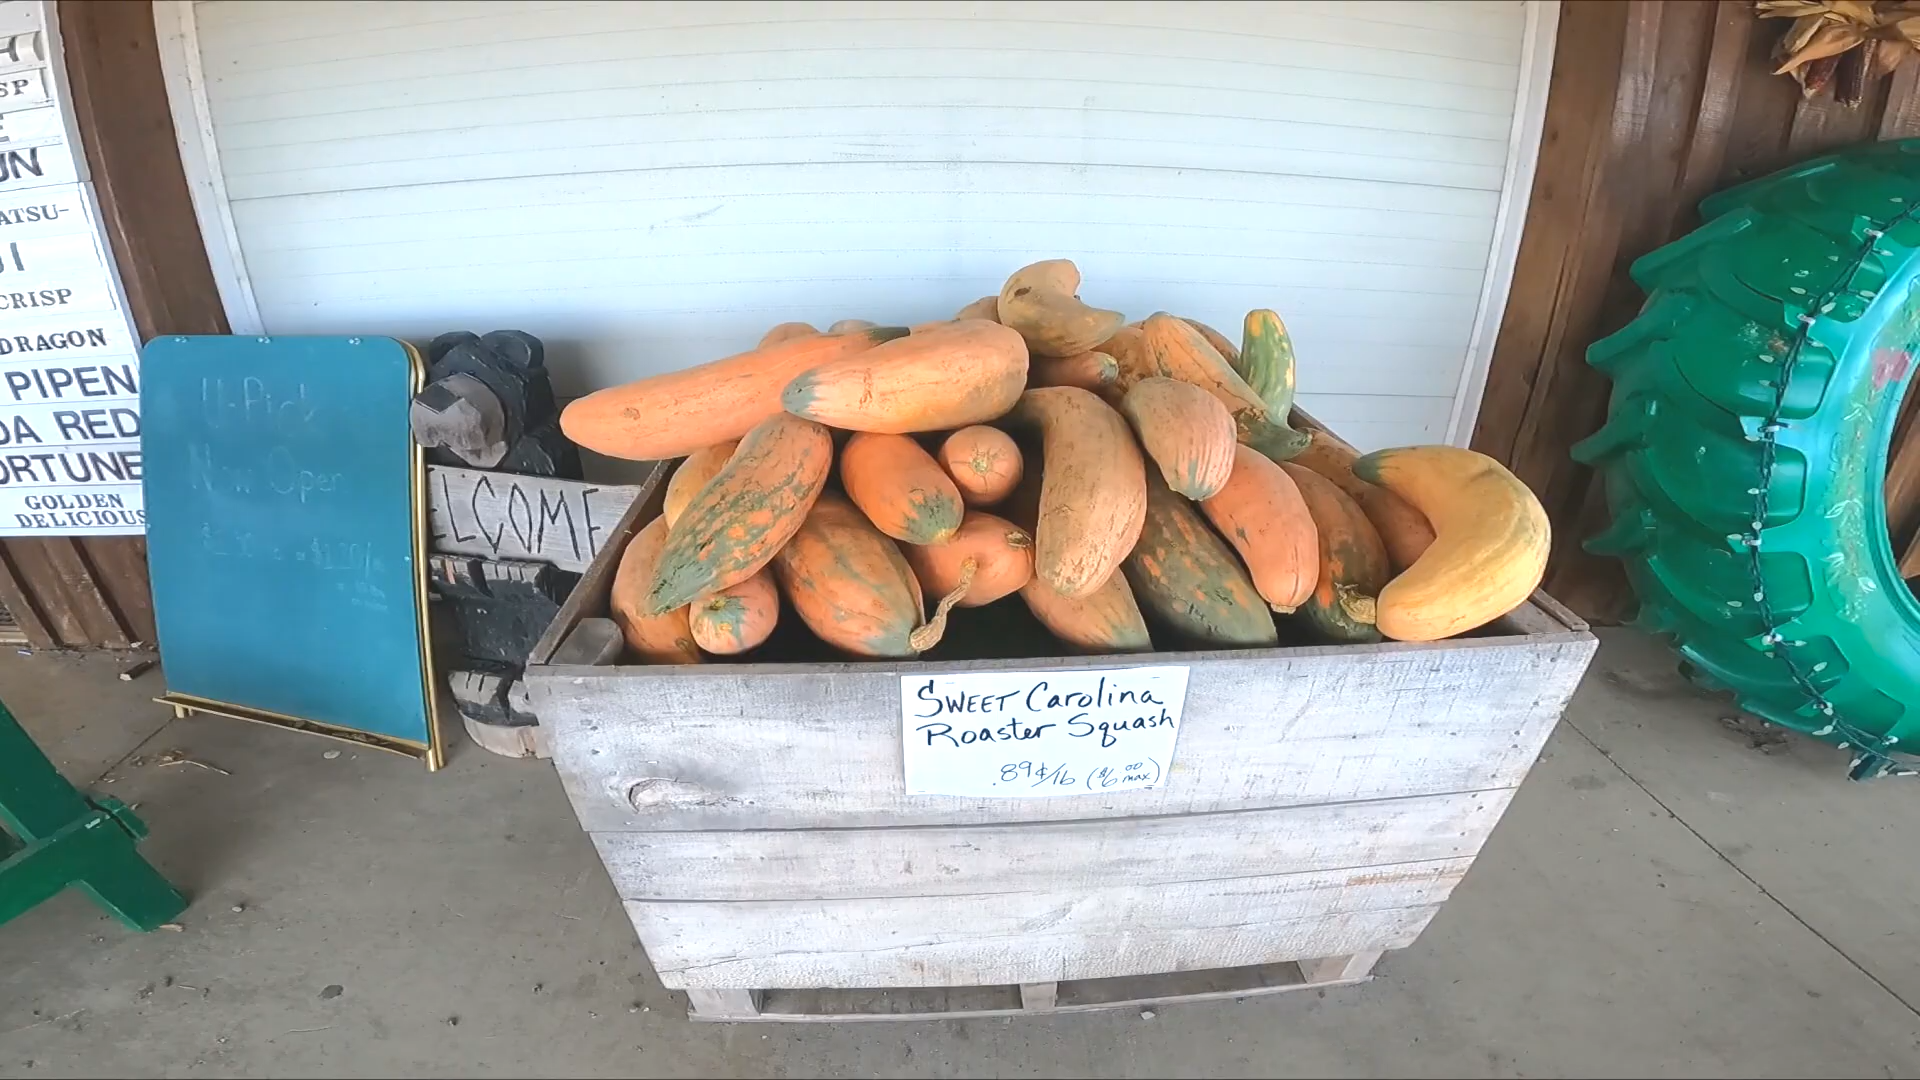 SP
UN
ATSU-
CRISP
DRAGON
PIPEN
DA RED
ORTUNE
GOLDEN
DELICIOUS
U-Pick
Now Open
ELCOME
SWEET Carolina
Roaster Squash
.89¢/lb ($6.00 max)